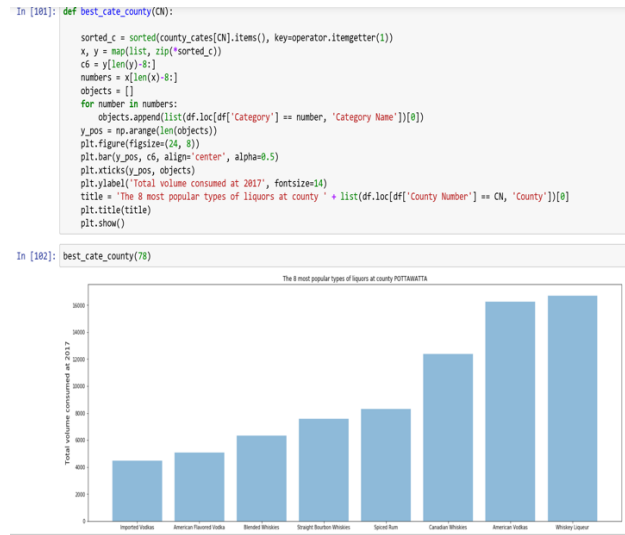 In [101]: def best_cate_county(CN):
sorted_c = sorted(county_cates[CN].items(), key=operator.itemgetter(1))
x, y = map(list, zip(*sorted_c))
c6 = y[len(y)-8:]
numbers = x[len(x)-8:]
objects = []
for number in numbers:
objects.append(list(df.loc[df['Category'] == number, 'Category Name'])[0])
y_pos = np.arange(len(objects))
plt.figure(figsize=(24, 8))
plt.bar(y_pos, c6, align='center', alpha=0.5)
plt.xticks(y_pos, objects)
plt.ylabel('Total volume consumed at 2017', fontsize=14)
title = 'The 8 most popular types of liquors at county ' + list(df.loc[df['County Number'] == CN, 'County'])[0]
plt.title(title)
plt.show()
In [102]: best_cate_county(78)
The 8 most popular types of liquors at county POTTAWATTA
Total volume consumed at 2017
16000
14000
12000
10000
8000
6000
4000
2000
0
Imported Vodkas American Flavored Vodka Blended Whiskies Straight Bourbon Whiskies Spiced Rum Canadian Whiskies American Vodkas Whiskey Liqueur